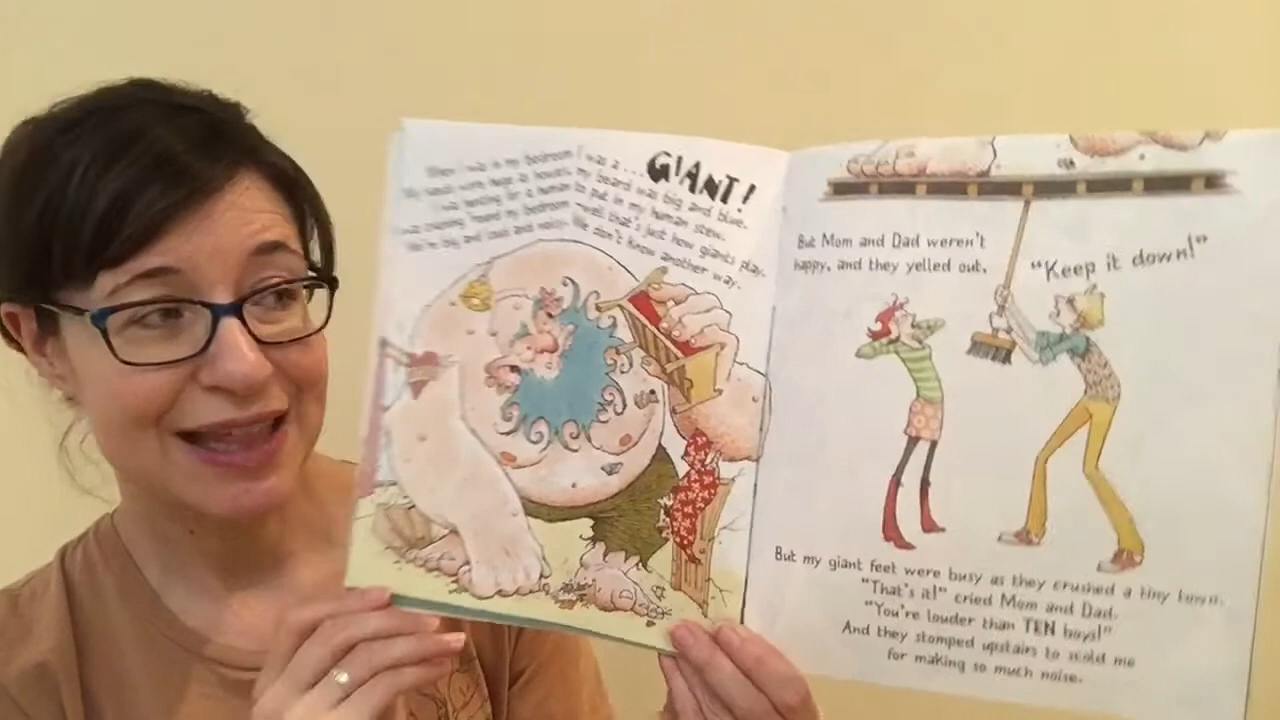 When I was in my bedroom I was a ... GIANT!
My hands were huge as houses, my beard was big and blue.
I was hunting for a human to put in my human stew.
I was crashing 'round my bedroom - well that's just how giants play.
We're big and loud and noisy. We don't know another way.
But Mom and Dad weren't
happy, and they yelled out,
"Keep it down!"
But my giant feet were busy as they crushed a tiny town.
"That's it!" cried Mom and Dad.
"You're louder than TEN boys!"
And they stomped upstairs to scold me
for making so much noise.